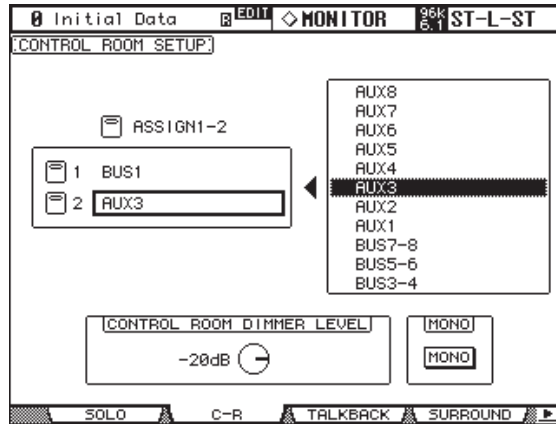 0 Initial Data R EDIT ◇MONITOR 96k 6.1 ST-L-ST
CONTROL ROOM SETUP
ASSIGN1-2
1 BUS1
2 AUX3
AUX8
AUX7
AUX6
AUX5
AUX4
AUX3
AUX2
AUX1
BUS7-8
BUS5-6
BUS3-4
CONTROL ROOM DIMMER LEVEL
-20dB
MONO
MONO
SOLO C-R TALKBACK SURROUND